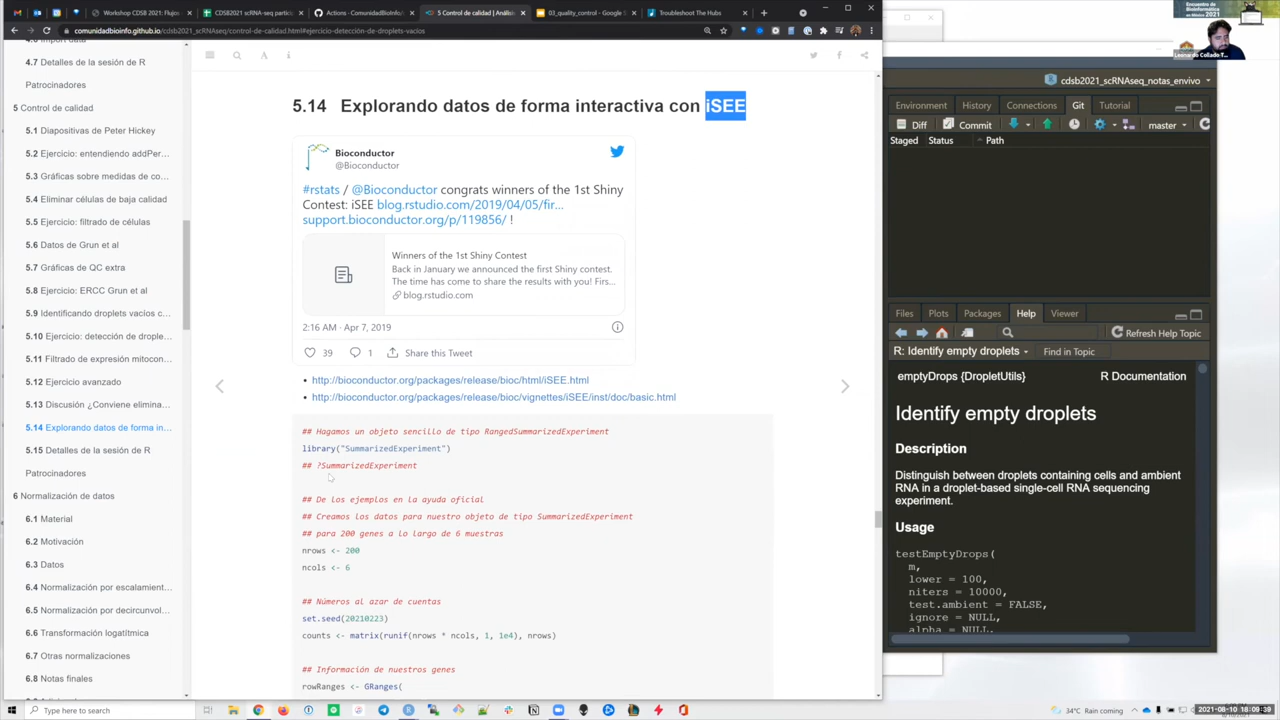 Workshop CDSB 2021: Flujos
CDSB2021 scRNA-seq partic
Actions · ComunidadBioInfo/
5 Control de calidad | Análisis
_quality_control - Google S
Troubleshoot The Hubs
comunidadbioinfo.github.io/cdsb2021_scRNAseq/control-de-calidad.html#ejercicio-detección-de-droplets-vacíos
Encuentro de Bioinformática
en México 2021
Leonardo Collado T...
4.7 Detalles de la sesión de R
Patrocinadores
5 Control de calidad
5.1 Diapositivas de Peter Hickey
5.2 Ejercicio: entendiendo addPer...
5.3 Gráficas sobre medidas de co...
5.4 Eliminar células de baja calidad
5.5 Ejercicio: filtrado de células
5.6 Datos de Grun et al
5.7 Gráficas de QC extra
5.8 Ejercicio: ERCC Grun et al
5.9 Identificando droplets vacíos c...
5.10 Ejercicio: detección de drople...
5.11 Filtrado de expresión mitocon...
5.12 Ejercicio avanzado
5.13 Discusión ¿Conviene elimina...
5.14 Explorando datos de forma in...
5.15 Detalles de la sesión de R
Patrocinadores
6 Normalización de datos
6.1 Material
6.2 Motivación
6.3 Datos
6.4 Normalización por escalamient...
6.5 Normalización por decircunvol...
6.6 Transformación logatítmica
6.7 Otras normalizaciones
6.8 Notas finales
5.14 Explorando datos de forma interactiva con iSEE
Bioconductor
@Bioconductor
#rstats / @Bioconductor congrats winners of the 1st Shiny
Contest: iSEE blog.rstudio.com/2019/04/05/fir...
support.bioconductor.org/p/119856/ !
Winners of the 1st Shiny Contest
Back in January we announced the first Shiny contest.
The time has come to share the results with you! Firs...
blog.rstudio.com
2:16 AM · Apr 7, 2019
39 1 Share this Tweet
• http://bioconductor.org/packages/release/bioc/html/iSEE.html
• http://bioconductor.org/packages/release/bioc/vignettes/iSEE/inst/doc/basic.html
## Hagamos un objeto sencillo de tipo RangedSummarizedExperiment
library("SummarizedExperiment")
## ?SummarizedExperiment
## De los ejemplos en la ayuda oficial
## Creamos los datos para nuestro objeto de tipo SummarizedExperiment
## para 200 genes a lo largo de 6 muestras
nrows <- 200
ncols <- 6
## Números al azar de cuentas
set.seed(20210223)
counts <- matrix(runif(nrows * ncols, 1, 1e4), nrows)
## Información de nuestros genes
rowRanges <- GRanges(
cdsb2021_scRNAseq_notas_envivo
Environment History Connections Git Tutorial
Diff Commit master
Staged Status Path
Files Plots Packages Help Viewer
Refresh Help Topic
R: Identify empty droplets Find in Topic
emptyDrops {DropletUtils} R Documentation
Identify empty droplets
Description
Distinguish between droplets containing cells and ambient
RNA in a droplet-based single-cell RNA sequencing
experiment.
Usage
testEmptyDrops(
m,
lower = 100,
niters = 10000,
test.ambient = FALSE,
ignore = NULL,
alpha = NULL,
Type here to search
34°C Rain coming
2021-08-10 18:09:39